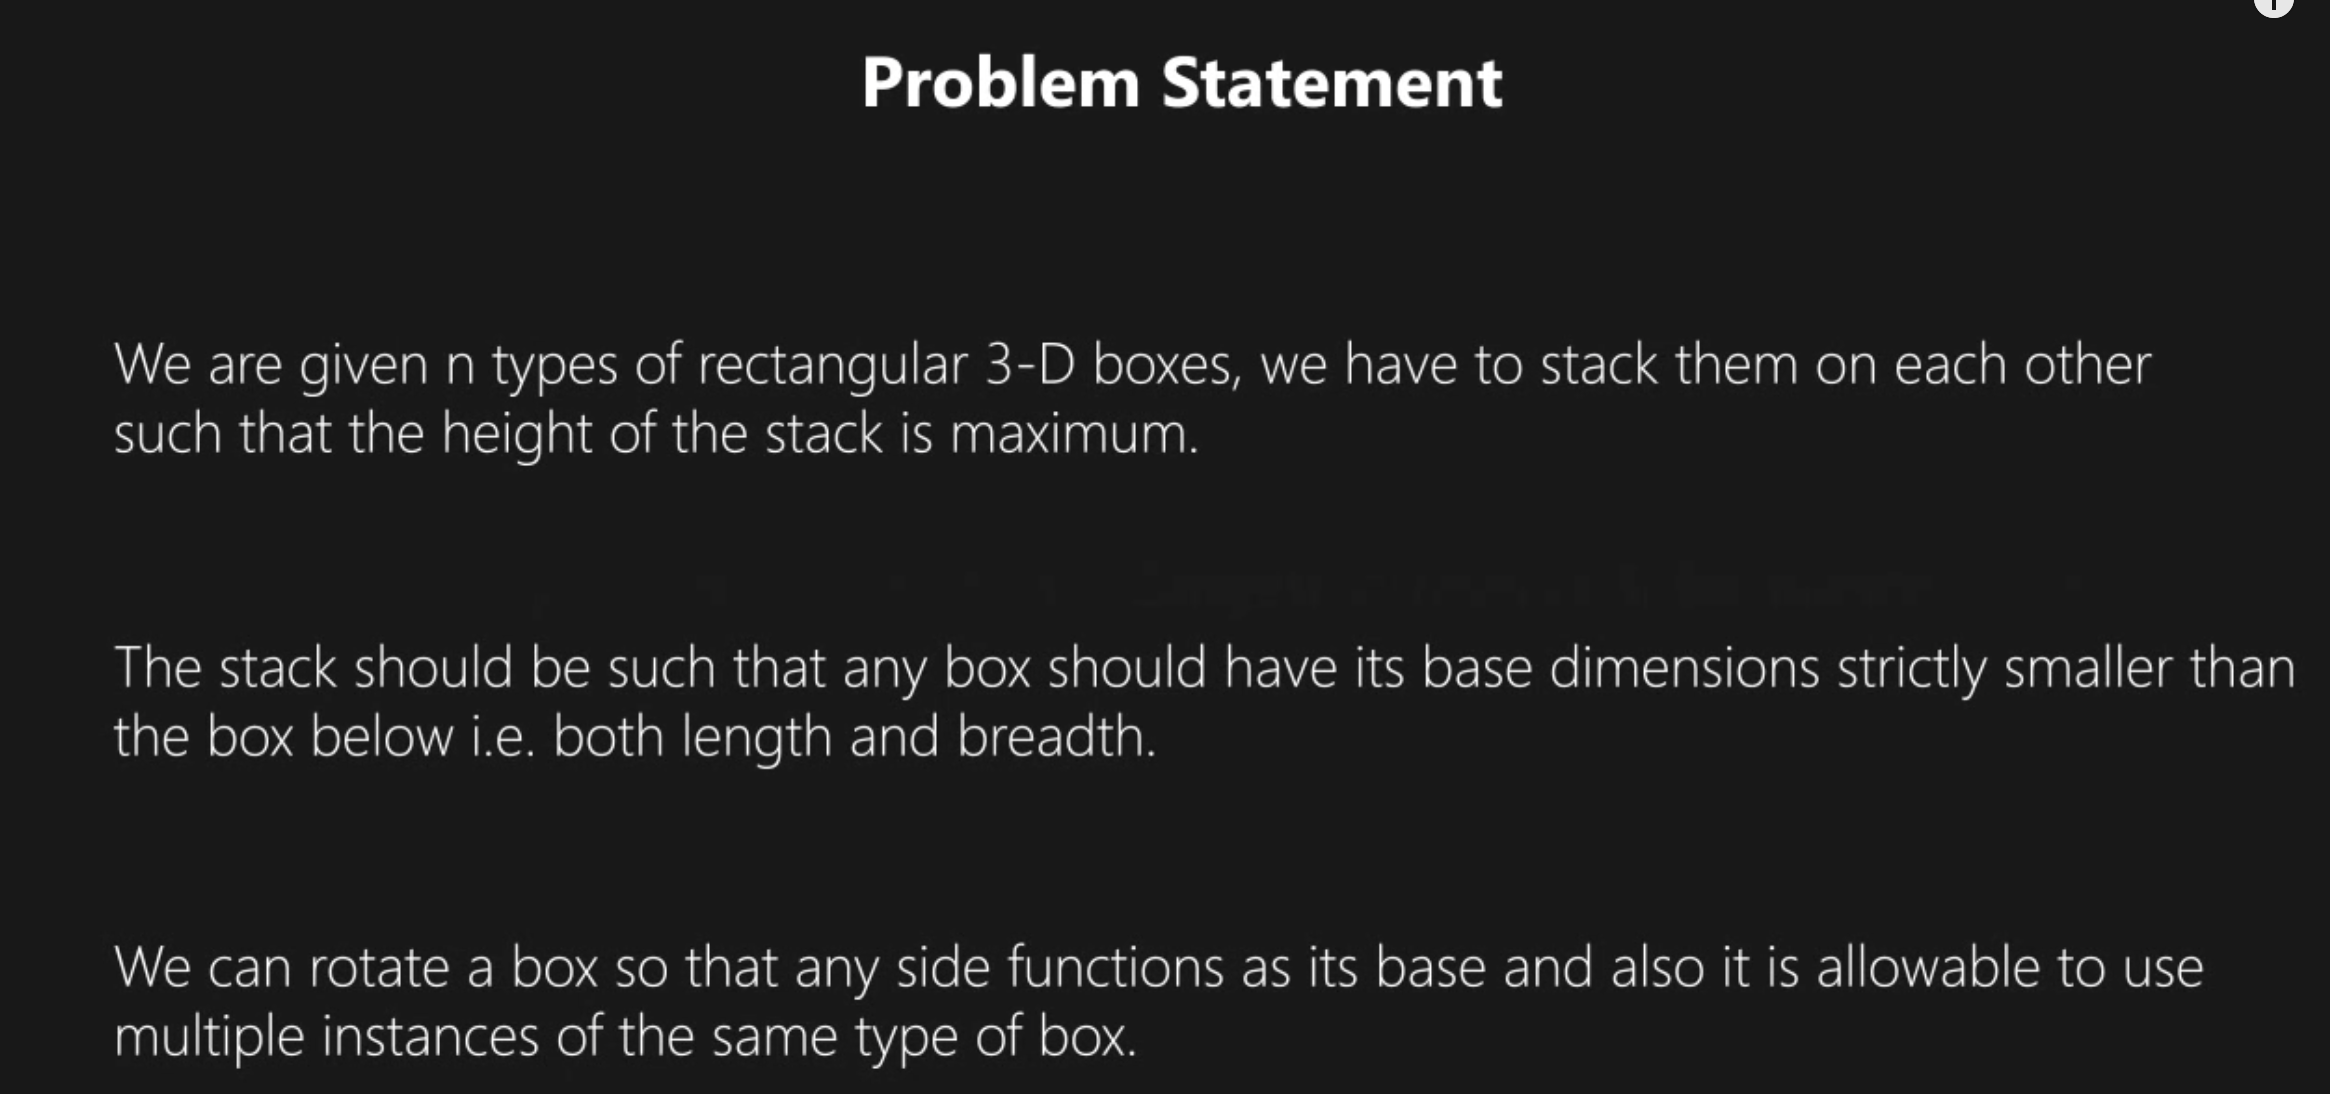 Problem Statement
We are given n types of rectangular 3-D boxes, we have to stack them on each other
such that the height of the stack is maximum.
The stack should be such that any box should have its base dimensions strictly smaller than
the box below i.e. both length and breadth.
We can rotate a box so that any side functions as its base and also it is allowable to use
multiple instances of the same type of box.